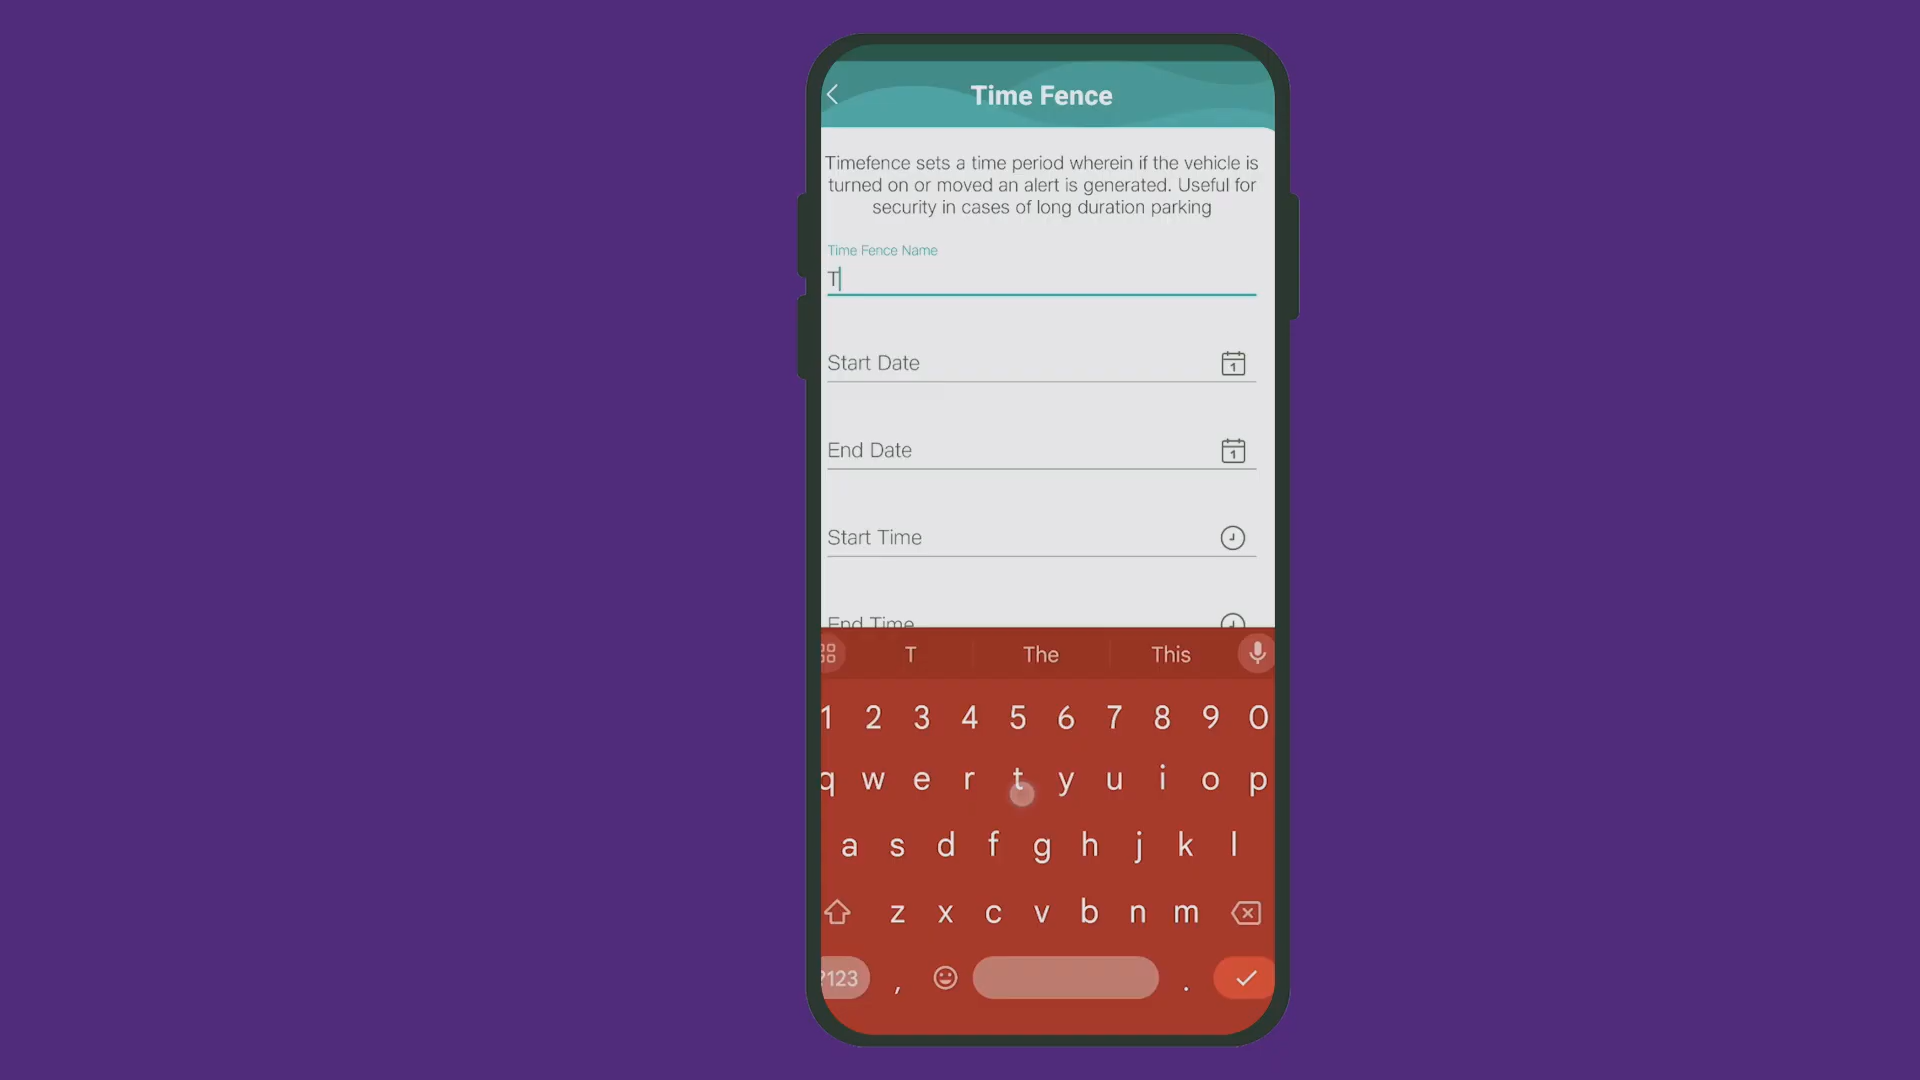 Time Fence
Timefence sets a time period wherein if the vehicle is
turned on or moved an alert is generated. Useful for
security in cases of long duration parking
Time Fence Name
T
Start Date
1
End Date
1
Start Time
End Time
T The This
1 2 3 4 5 6 7 8 9 0
q w e r t y u i o p
a s d f g h j k l
z x c v b n m
?123 , .